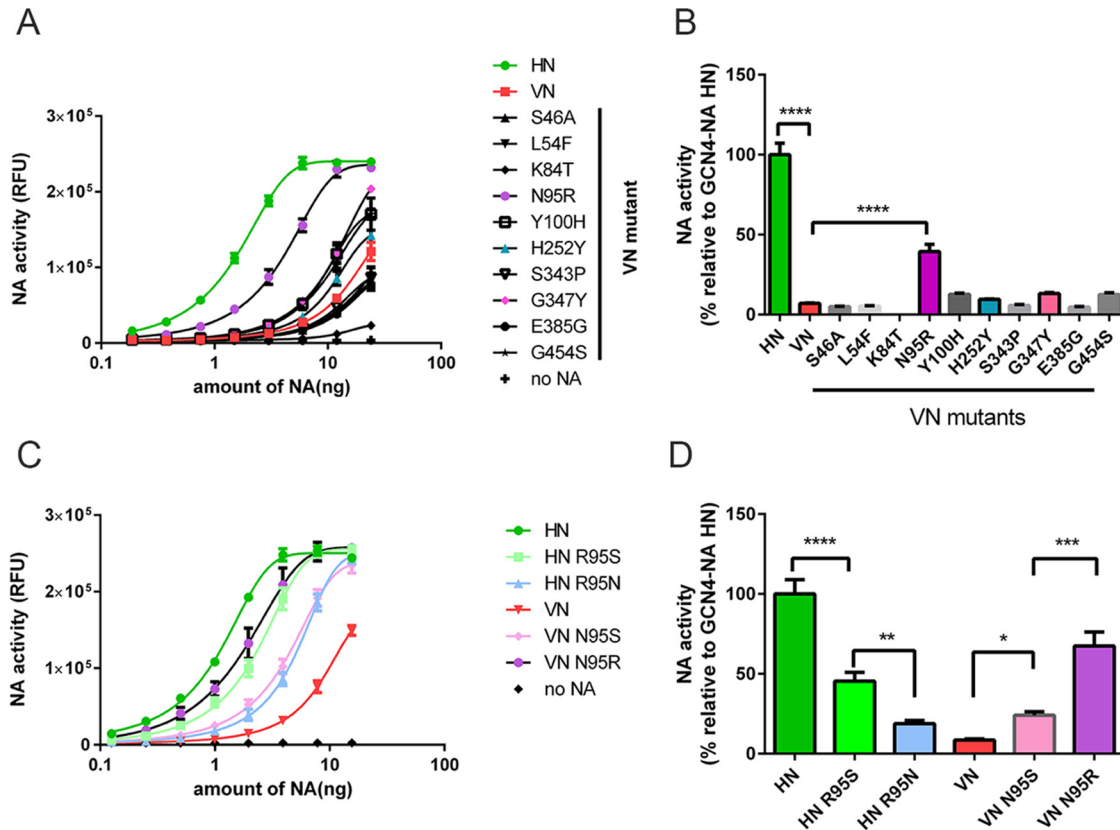 A
NA activity (RFU)
3×10⁵
2×10⁵
1×10⁵
0
0.1
1
10
100
amount of NA(ng)
HN
VN
S46A
L54F
K84T
N95R
Y100H
H252Y
S343P
G347Y
E385G
G454S
no NA
VN mutant
B
NA activity
(% relative to GCN4-NA HN)
150
100
50
0
****
****
HN
VN
S46A
L54F
K84T
N95R
Y100H
H252Y
S343P
G347Y
E385G
G454S
VN mutants
C
NA activity (RFU)
3×10⁵
2×10⁵
1×10⁵
0
0.1
1
10
100
amount of NA(ng)
HN
HN R95S
HN R95N
VN
VN N95S
VN N95R
no NA
D
NA activity
(% relative to GCN4-NA HN)
150
100
50
0
****
**
*
***
HN
HN R95S
HN R95N
VN
VN N95S
VN N95R